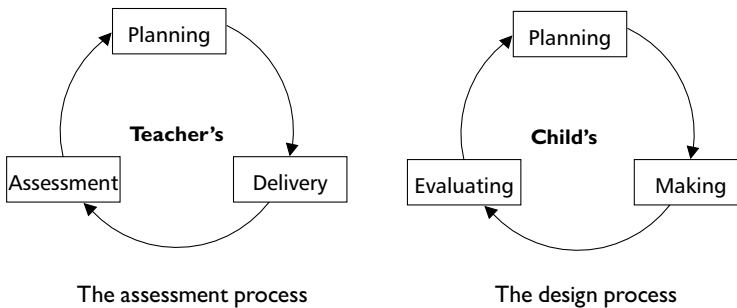 Planning
Teacher's
Assessment
Delivery
The assessment process
Planning
Child's
Evaluating
Making
The design process